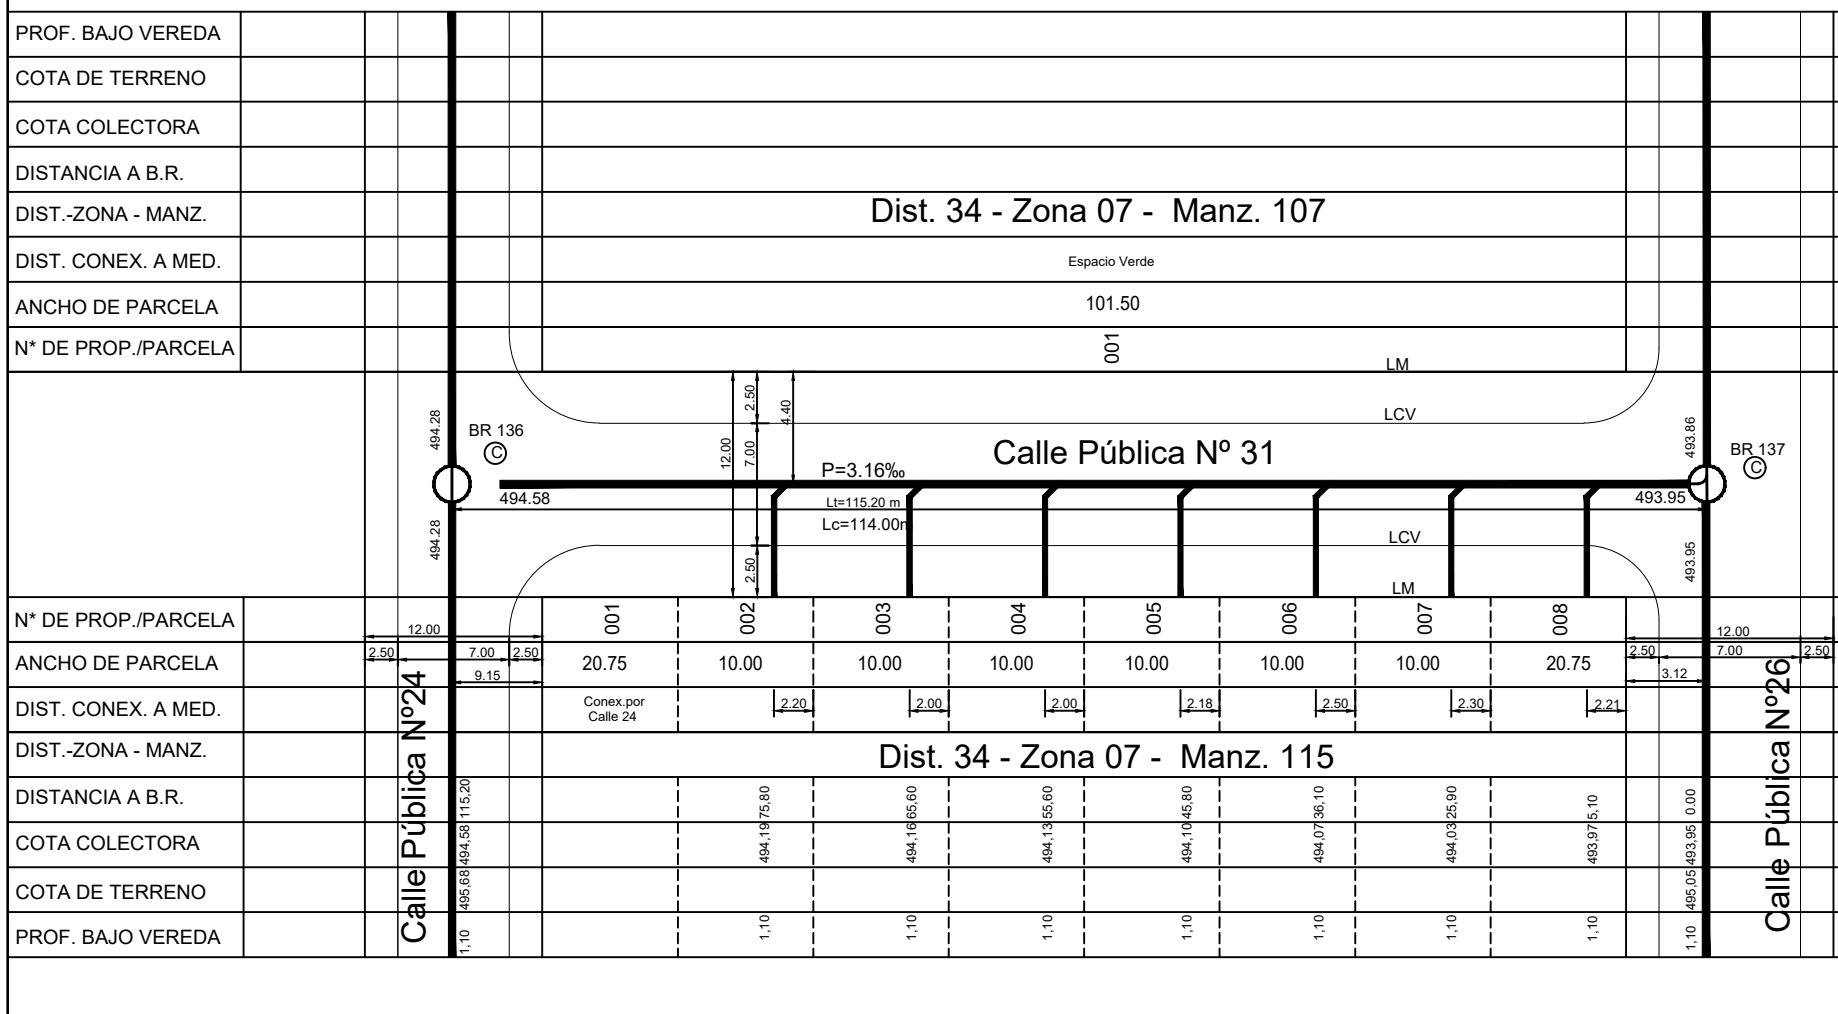 PROF. BAJO VEREDA
COTA DE TERRENO
COTA COLECTORA
DISTANCIA A B.R.
DIST.-ZONA - MANZ.
Dist. 34 - Zona 07 - Manz. 107
DIST. CONEX. A MED.
Espacio Verde
ANCHO DE PARCELA
101.50
N* DE PROP./PARCELA
001
LM
LCV
494.28
BR 136
C
2.50
4.40
12.00
7.00
Calle Pública Nº 31
P=3.16‰
493.86
BR 137
C
494.58
Lt=115.20 m
493.95
Lc=114.00m
494.28
LCV
493.95
2.50
LM
N* DE PROP./PARCELA
001 002 003 004 005 006 007 008
12.00
12.00
ANCHO DE PARCELA
2.50 7.00 2.50
20.75 10.00 10.00 10.00 10.00 10.00 10.00 20.75
2.50 7.00 2.50
9.15
3.12
DIST. CONEX. A MED.
Conex.por
Calle 24
2.20 2.00 2.00 2.18 2.50 2.30 2.21
DIST.-ZONA - MANZ.
Dist. 34 - Zona 07 - Manz. 115
Calle Pública Nº24
Calle Pública Nº26
DISTANCIA A B.R.
115,20 75,80 65,60 55,60 45,80 36,10 25,90 5,10 0.00
COTA COLECTORA
494,58 494,19 494,16 494,13 494,10 494,07 494,03 493,97 493,95
COTA DE TERRENO
495,68 495,05
PROF. BAJO VEREDA
1,10 1,10 1,10 1,10 1,10 1,10 1,10 1,10 1,10